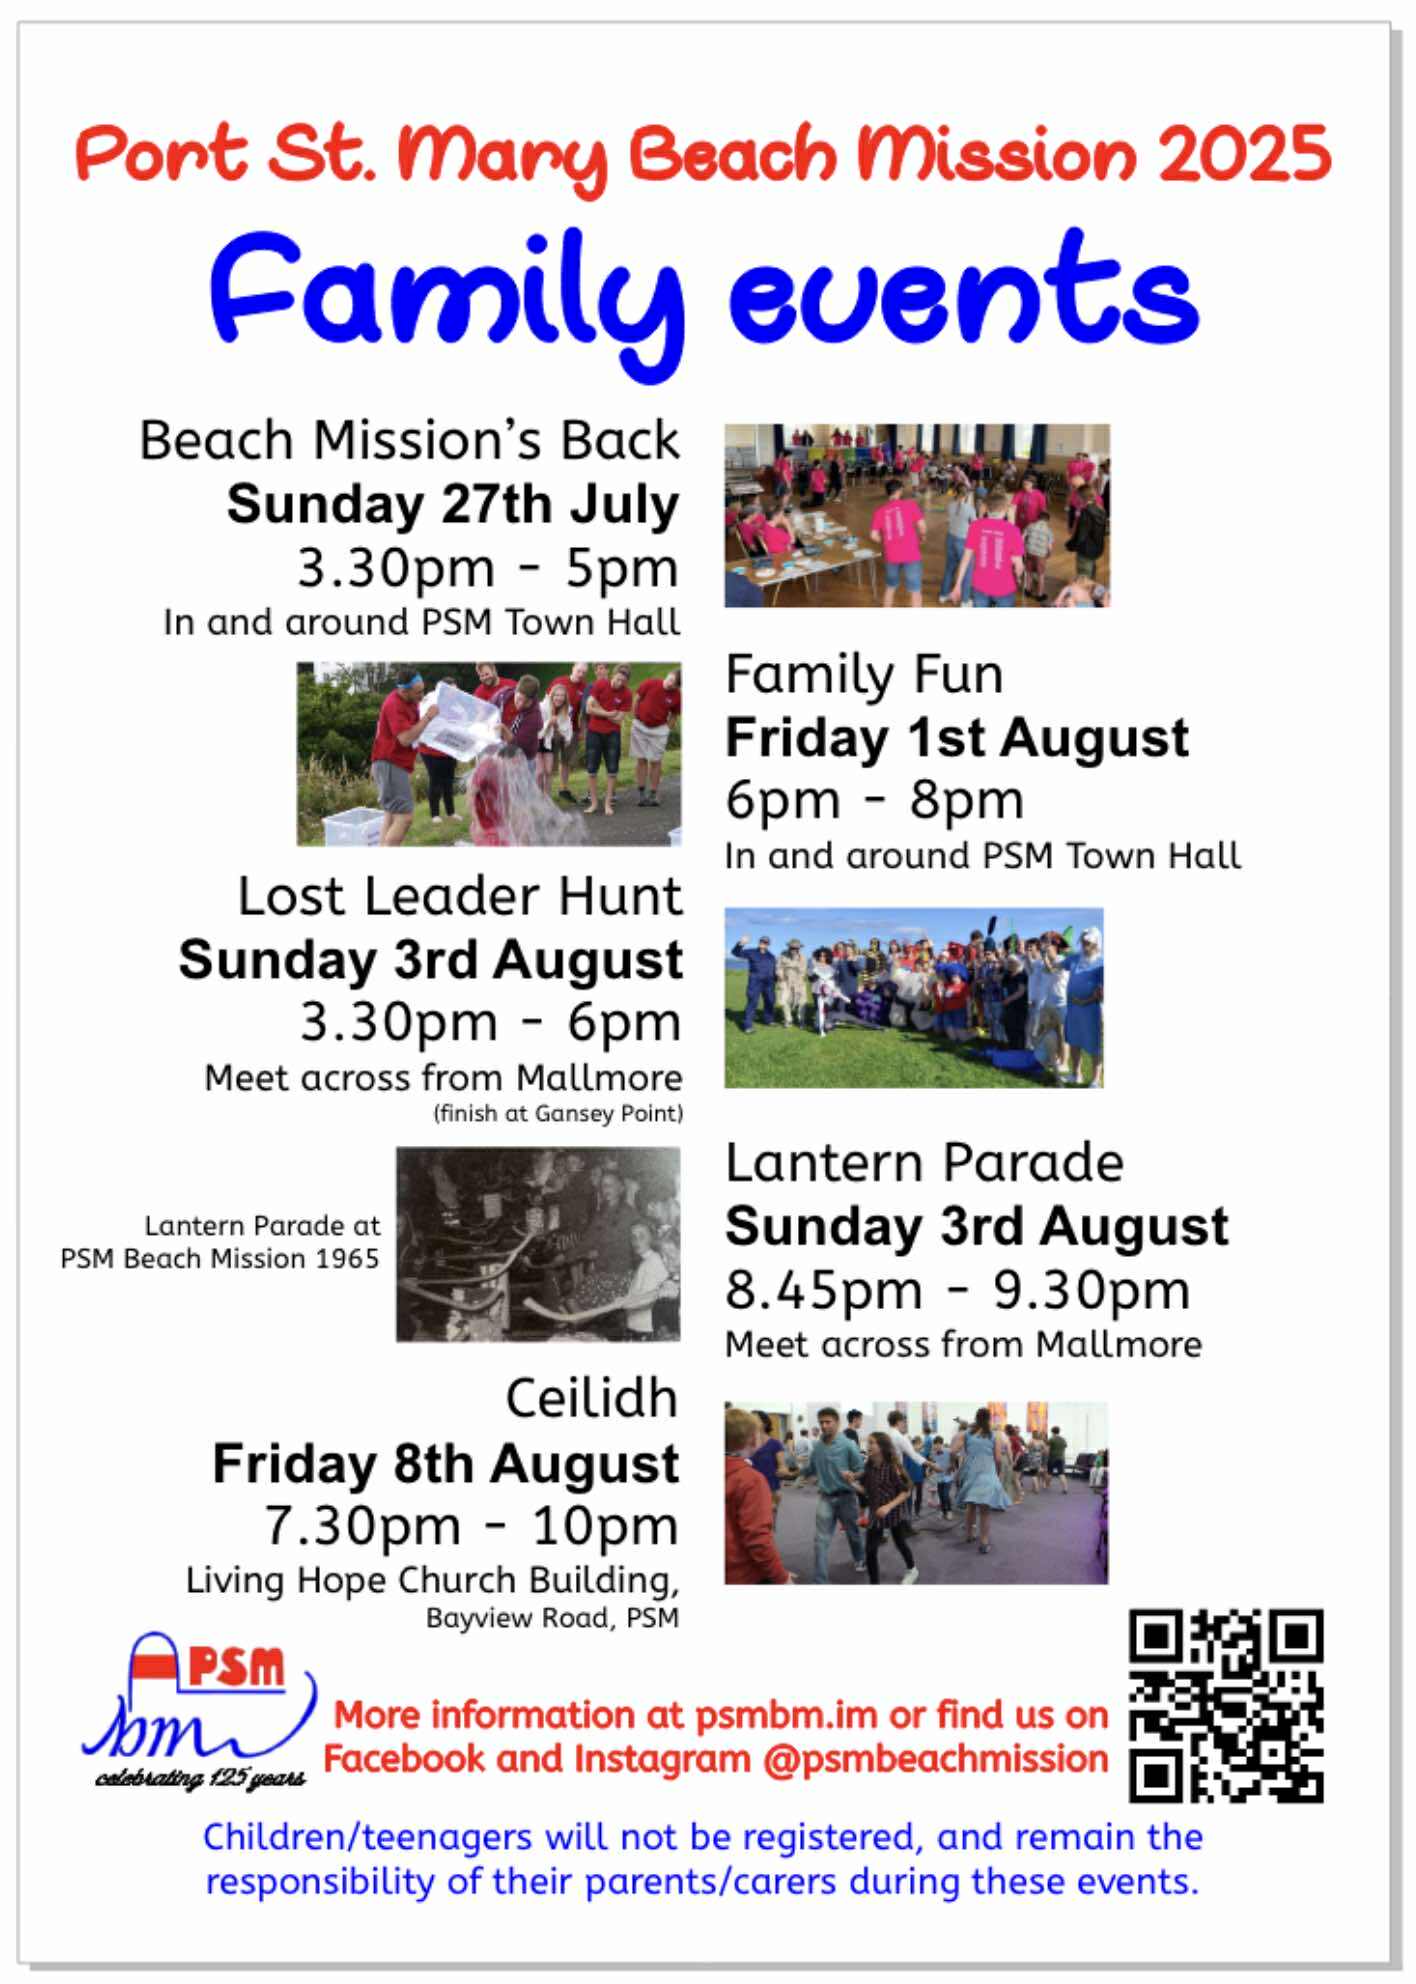 Port St. Mary Beach Mission 2025
Family events
Beach Mission's Back
Sunday 27th July
3.30pm - 5pm
In and around PSM Town Hall
Family Fun
Friday 1st August
6pm - 8pm
In and around PSM Town Hall
Lost Leader Hunt
Sunday 3rd August
3.30pm - 6pm
Meet across from Mallmore
(finish at Gansey Point)
Lantern Parade at
PSM Beach Mission 1965
Lantern Parade
Sunday 3rd August
8.45pm - 9.30pm
Meet across from Mallmore
Ceilidh
Friday 8th August
7.30pm - 10pm
Living Hope Church Building,
Bayview Road, PSM
PSM
bm
celebrating 125 years
More information at psmbm.im or find us on
Facebook and Instagram @psmbeachmission
Children/teenagers will not be registered, and remain the
responsibility of their parents/carers during these events.